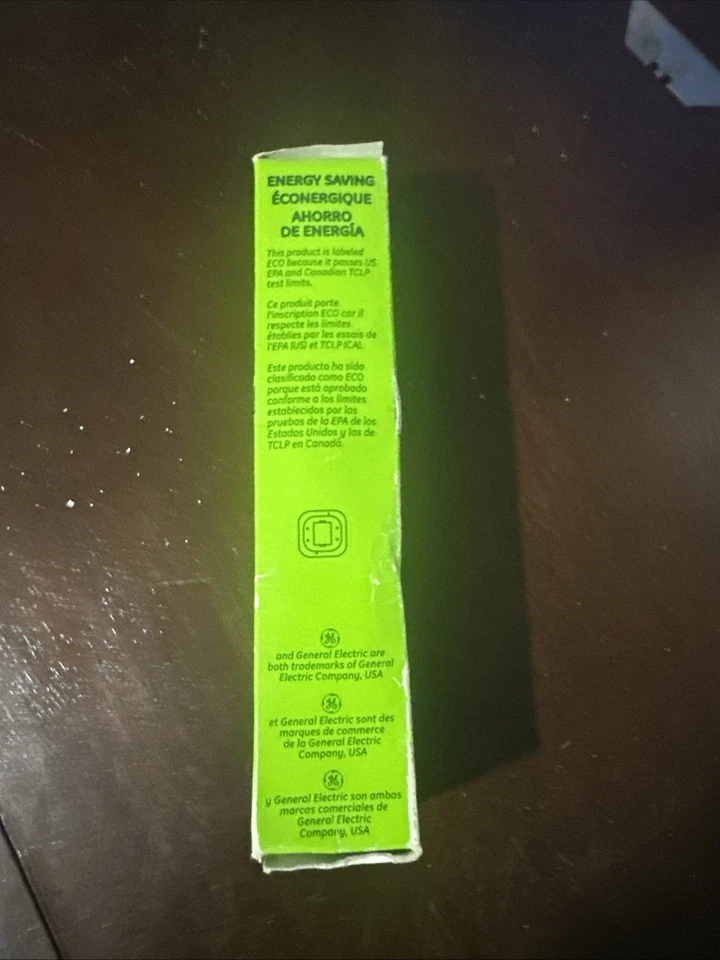 ENERGY SAVING
ÉCONERGIQUE
AHORRO
DE ENERGÍA
This product is labeled
ECO because it passes US
EPA and Canadian TCLP
test limits.
Ce produit porte
l'inscription ECO car il
respecte les limites
établies par les essais de
l'EPA (US) et TCLP (CA).
Este producto ha sido
clasificado como ECO
porque está aprobado
conforme a los límites
establecidos por las
pruebas de la EPA de los
Estados Unidos y las de
TCLP en Canadá.
GE
and General Electric are
both trademarks of General
Electric Company, USA
GE
et General Electric sont des
marques de commerce
de la General Electric
Company, USA
GE
y General Electric son ambas
marcas comerciales de
General Electric
Company, USA